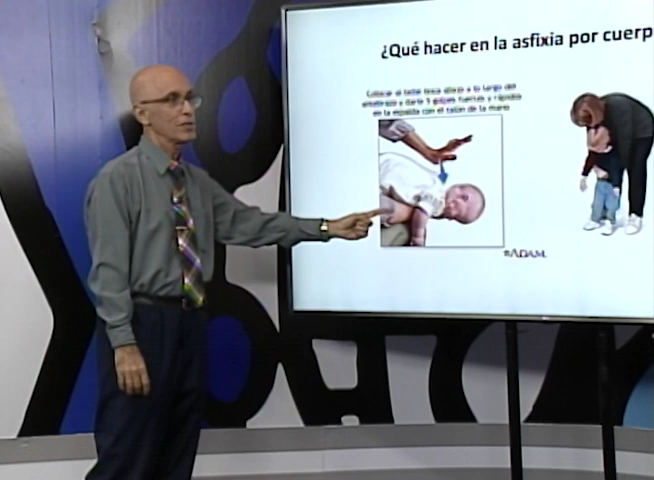 ¿Qué hacer en la asfixia por cuerp
Colocar al bebé boca abajo a lo largo del
antebrazo y darle 5 golpes fuertes y rápidos
en la espalda con el talón de la mano
ADAM.